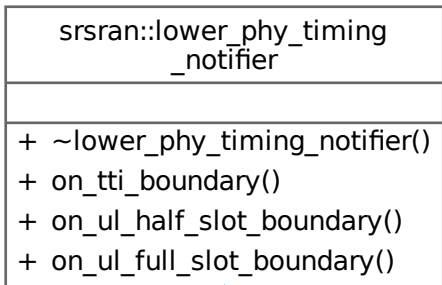 srsran::lower_phy_timing
_notifier
+ ~lower_phy_timing_notifier()
+ on_tti_boundary()
+ on_ul_half_slot_boundary()
+ on_ul_full_slot_boundary()